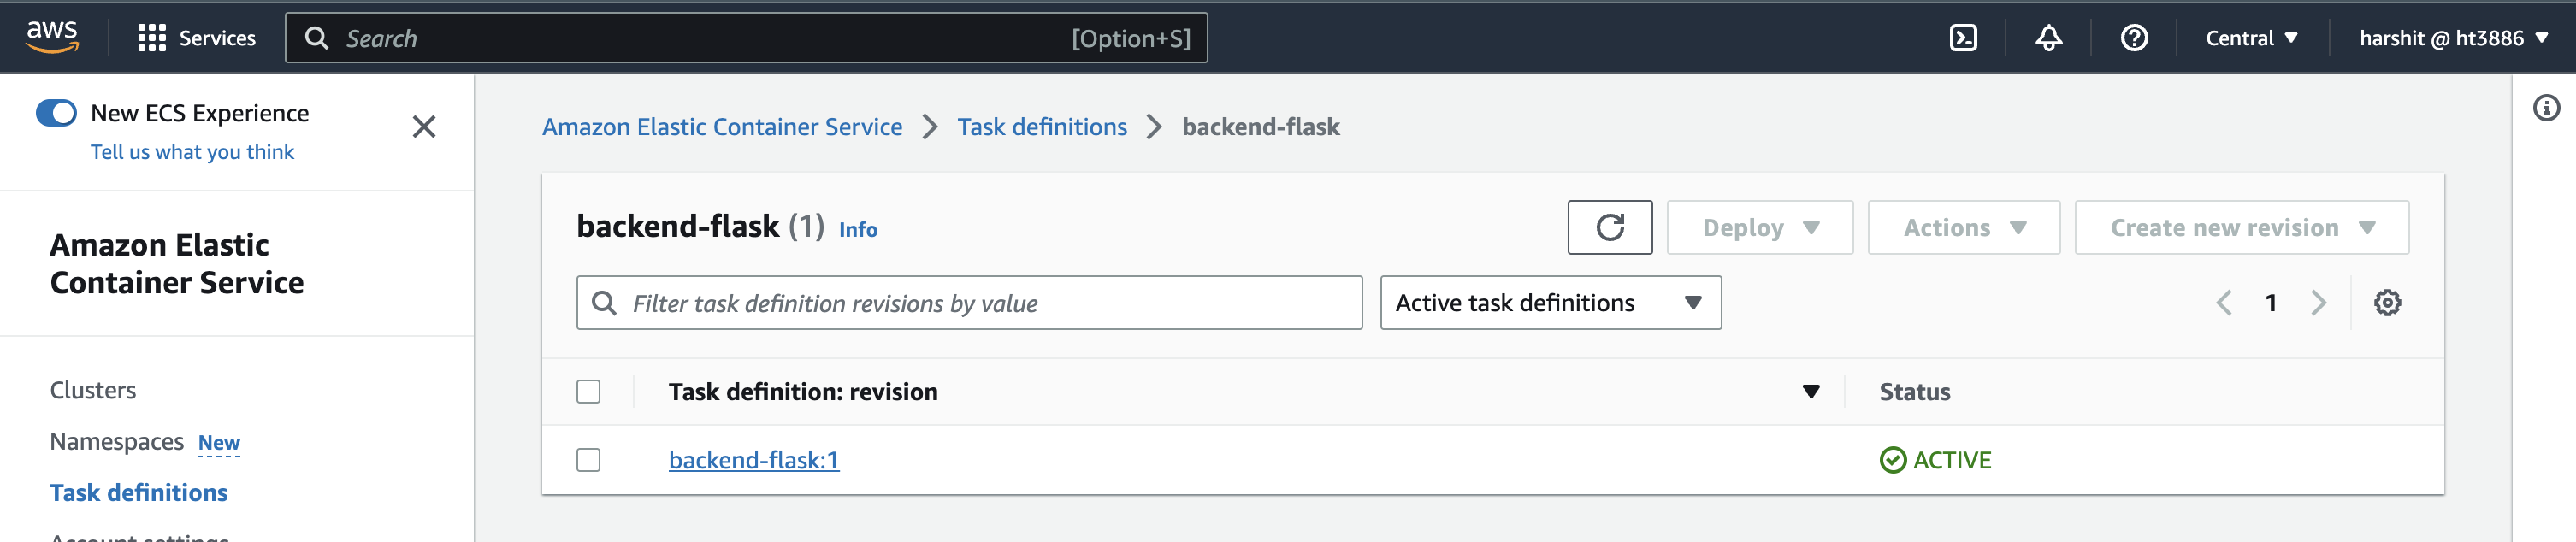 aws
Services
Search
[Option+S]
Central
harshit @ ht3886
New ECS Experience
Tell us what you think
Amazon Elastic
Container Service
Clusters
Namespaces New
Task definitions
Account settings
Amazon Elastic Container Service
Task definitions
backend-flask
backend-flask (1) Info
Deploy
Actions
Create new revision
Filter task definition revisions by value
Active task definitions
1
Task definition: revision
Status
backend-flask:1
ACTIVE